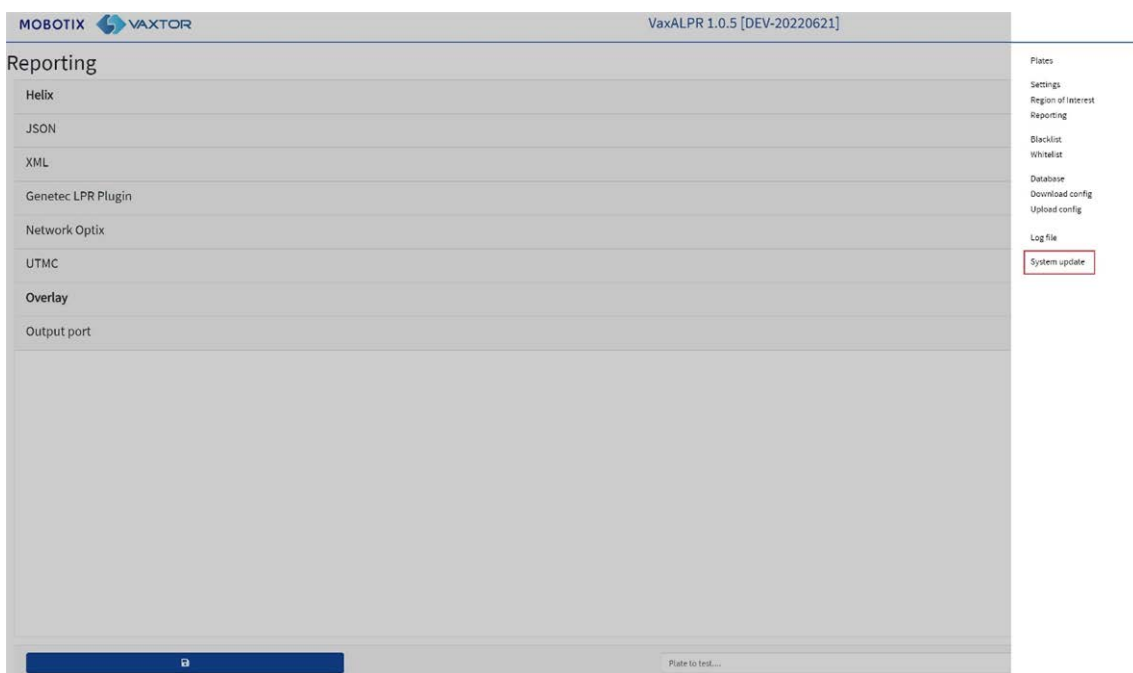 MOBOTIX VAXTOR
VaxALPR 1.0.5 [DEV-20220621]
Reporting
Helix
JSON
XML
Genetec LPR Plugin
Network Optix
UTMC
Overlay
Output port
Plate to test....
Plates
Settings
Region of Interest
Reporting
Blacklist
Whitelist
Database
Download config
Upload config
Log file
System update